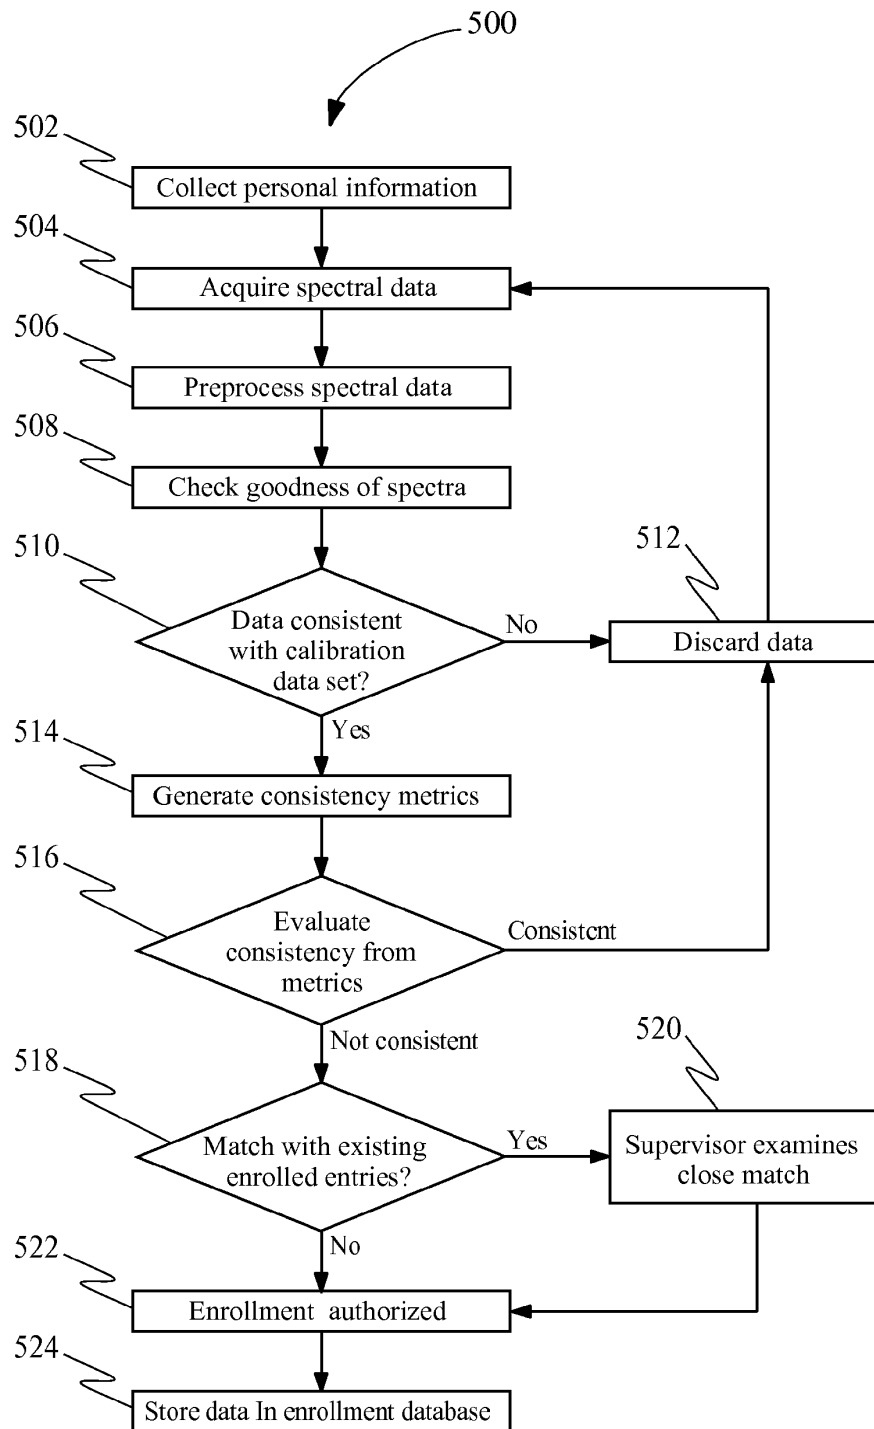 500
502
Collect personal information
504
Acquire spectral data
506
Preprocess spectral data
508
Check goodness of spectra
510
Data consistent
with calibration
data set?
No
512
Discard data
Yes
514
Generate consistency metrics
516
Evaluate
consistency from
metrics
Consistent
Not consistent
518
Match with existing
enrolled entries?
Yes
520
Supervisor examines
close match
No
522
Enrollment authorized
524
Store data In enrollment database